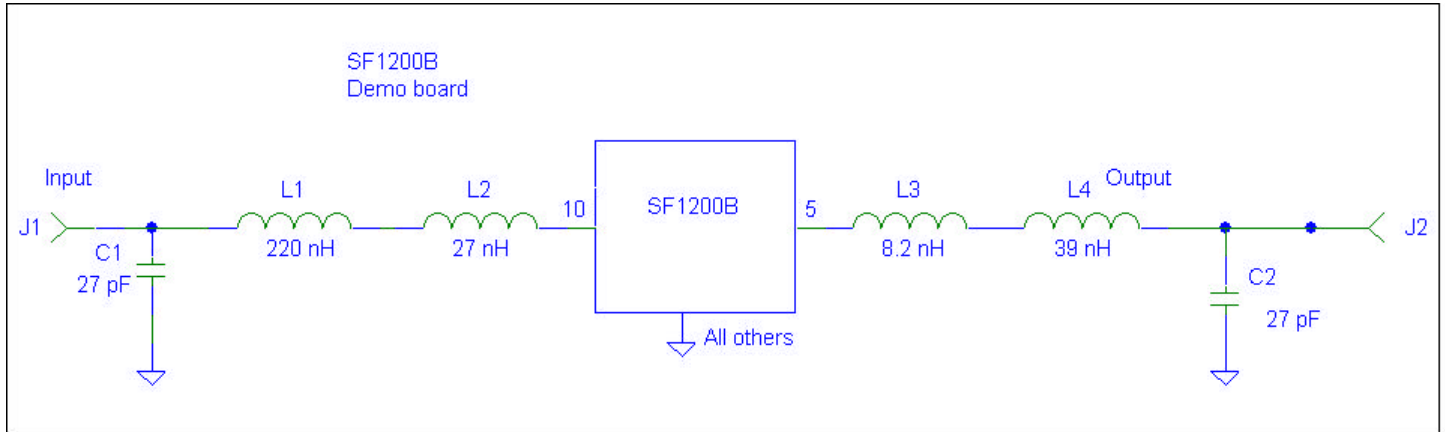 SF1200B
Demo board
Input
Output
L1
L2
L3
L4
J1
C1
27 pF
220 nH
27 nH
10
SF1200B
5
8.2 nH
39 nH
J2
C2
27 pF
All others